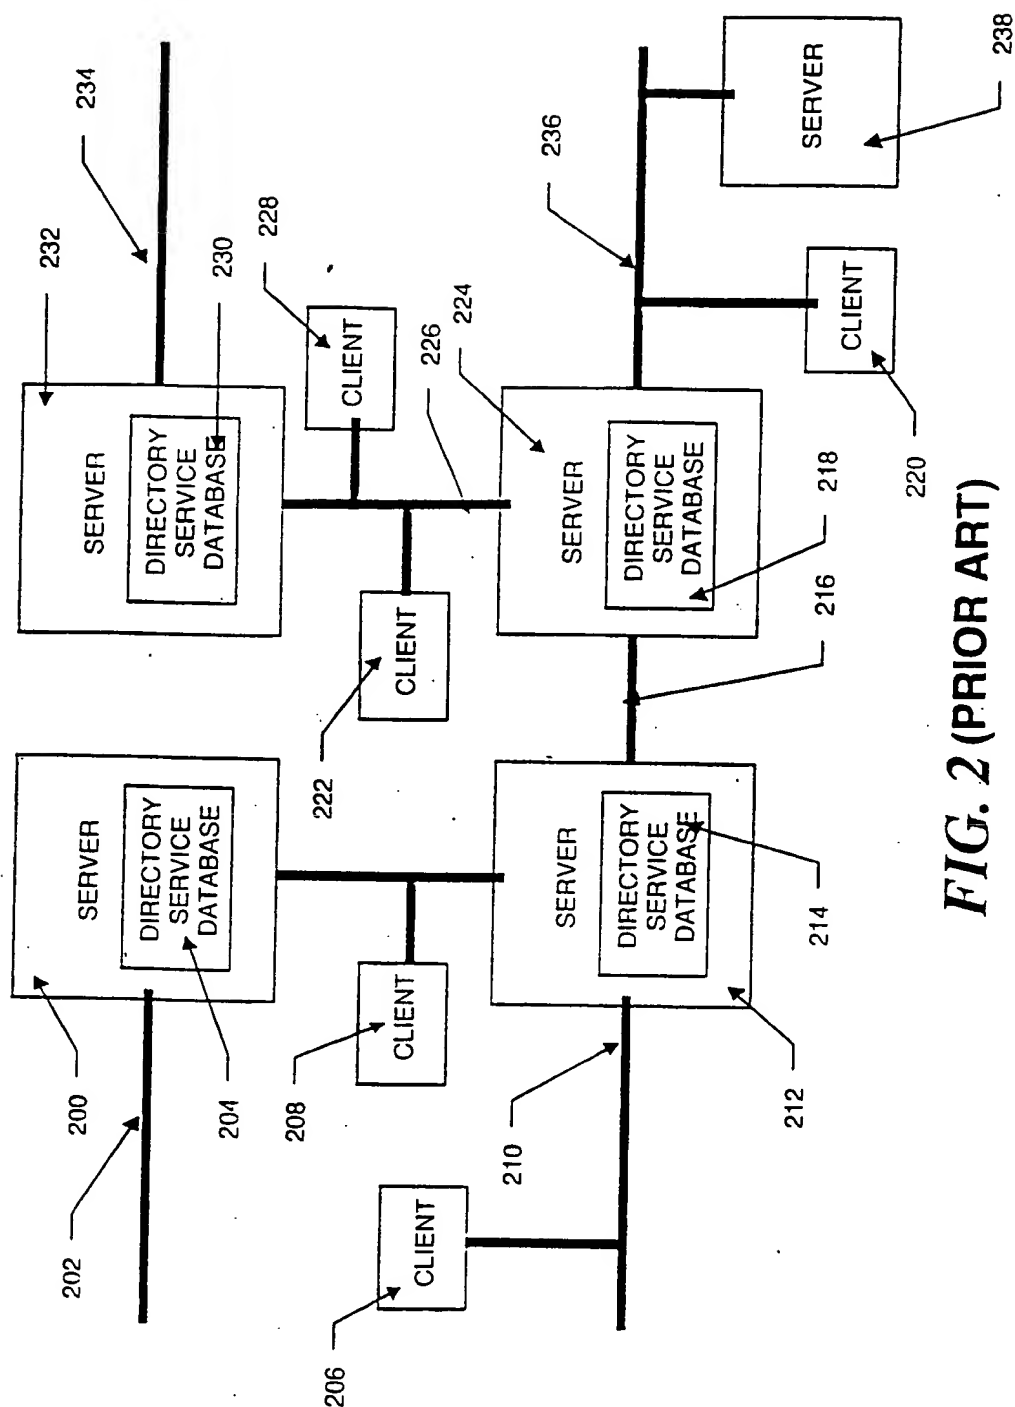 232
202
200
SERVER
SERVER
234
DIRECTORY
SERVICE
DATABASE
DIRECTORY
SERVICE
DATABASE
204
230
228
208
222
206
CLIENT
CLIENT
CLIENT
CLIENT
226
224
210
236
SERVER
SERVER
DIRECTORY
SERVICE
DATABASE
DIRECTORY
SERVICE
DATABASE
212
214
216
218
SERVER
CLIENT
220
238
FIG. 2 (PRIOR ART)